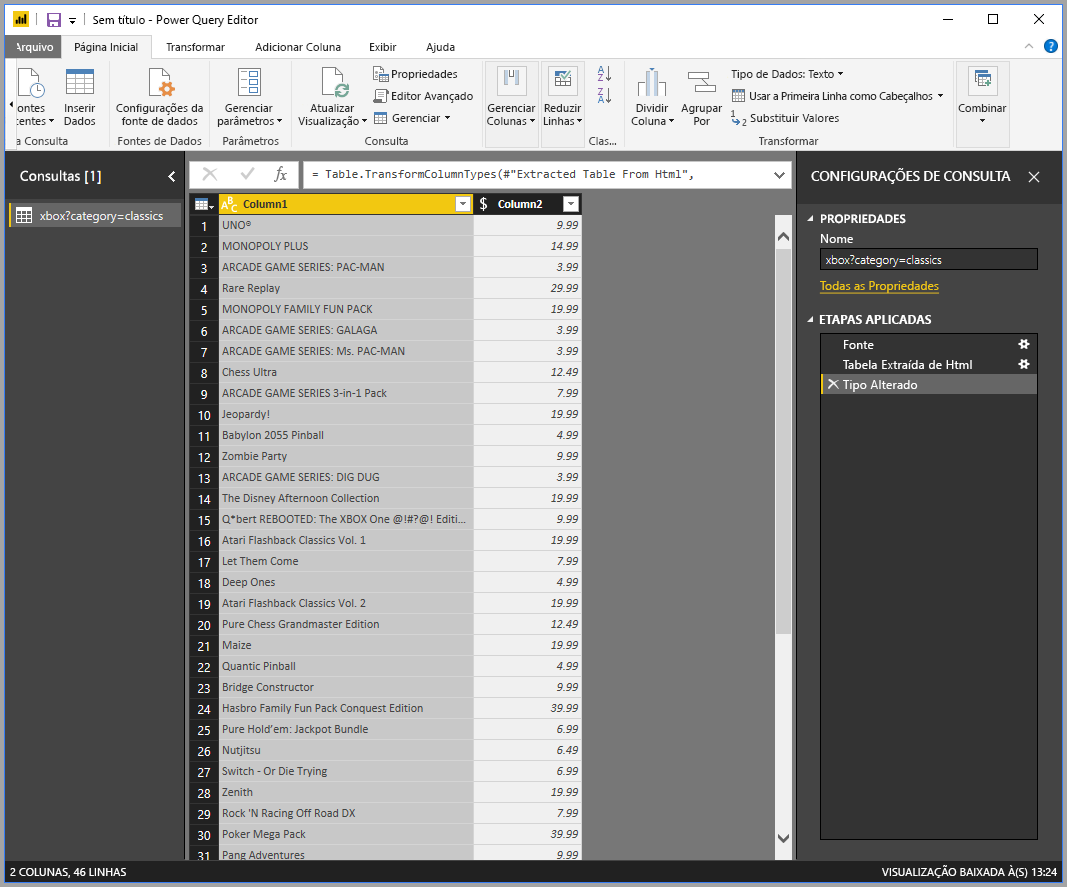 Sem título - Power Query Editor
Arquivo Página Inicial Transformar Adicionar Coluna Exibir Ajuda
ontes centes
Inserir Dados
Configurações da fonte de dados
Gerenciar parâmetros
Atualizar Visualização
Propriedades
Editor Avançado
Gerenciar
Gerenciar Colunas
Reduzir Linhas
Dividir Coluna
Agrupar Por
Tipo de Dados: Texto
Usar a Primeira Linha como Cabeçalhos
Substituir Valores
Combinar
a Consulta Fontes de Dados Parâmetros Consulta Clas... Transformar
Consultas [1]
xbox?category=classics
fx = Table.TransformColumnTypes(#"Extracted Table From Html",
ABC Column1 $ Column2
1 UNO® 9.99
2 MONOPOLY PLUS 14.99
3 ARCADE GAME SERIES: PAC-MAN 3.99
4 Rare Replay 29.99
5 MONOPOLY FAMILY FUN PACK 19.99
6 ARCADE GAME SERIES: GALAGA 3.99
7 ARCADE GAME SERIES: Ms. PAC-MAN 3.99
8 Chess Ultra 12.49
9 ARCADE GAME SERIES 3-in-1 Pack 7.99
10 Jeopardy! 19.99
11 Babylon 2055 Pinball 4.99
12 Zombie Party 9.99
13 ARCADE GAME SERIES: DIG DUG 3.99
14 The Disney Afternoon Collection 19.99
15 Q*bert REBOOTED: The XBOX One @!#?@! Editi... 9.99
16 Atari Flashback Classics Vol. 1 19.99
17 Let Them Come 7.99
18 Deep Ones 4.99
19 Atari Flashback Classics Vol. 2 19.99
20 Pure Chess Grandmaster Edition 12.49
21 Maize 19.99
22 Quantic Pinball 4.99
23 Bridge Constructor 9.99
24 Hasbro Family Fun Pack Conquest Edition 39.99
25 Pure Hold'em: Jackpot Bundle 6.99
26 Nutjitsu 6.49
27 Switch - Or Die Trying 6.99
28 Zenith 19.99
29 Rock 'N Racing Off Road DX 7.99
30 Poker Mega Pack 39.99
31 Pang Adventures 9.99
CONFIGURAÇÕES DE CONSULTA
PROPRIEDADES
Nome
xbox?category=classics
Todas as Propriedades
ETAPAS APLICADAS
Fonte
Tabela Extraída de Html
Tipo Alterado
2 COLUNAS, 46 LINHAS
VISUALIZAÇÃO BAIXADA À(S) 13:24